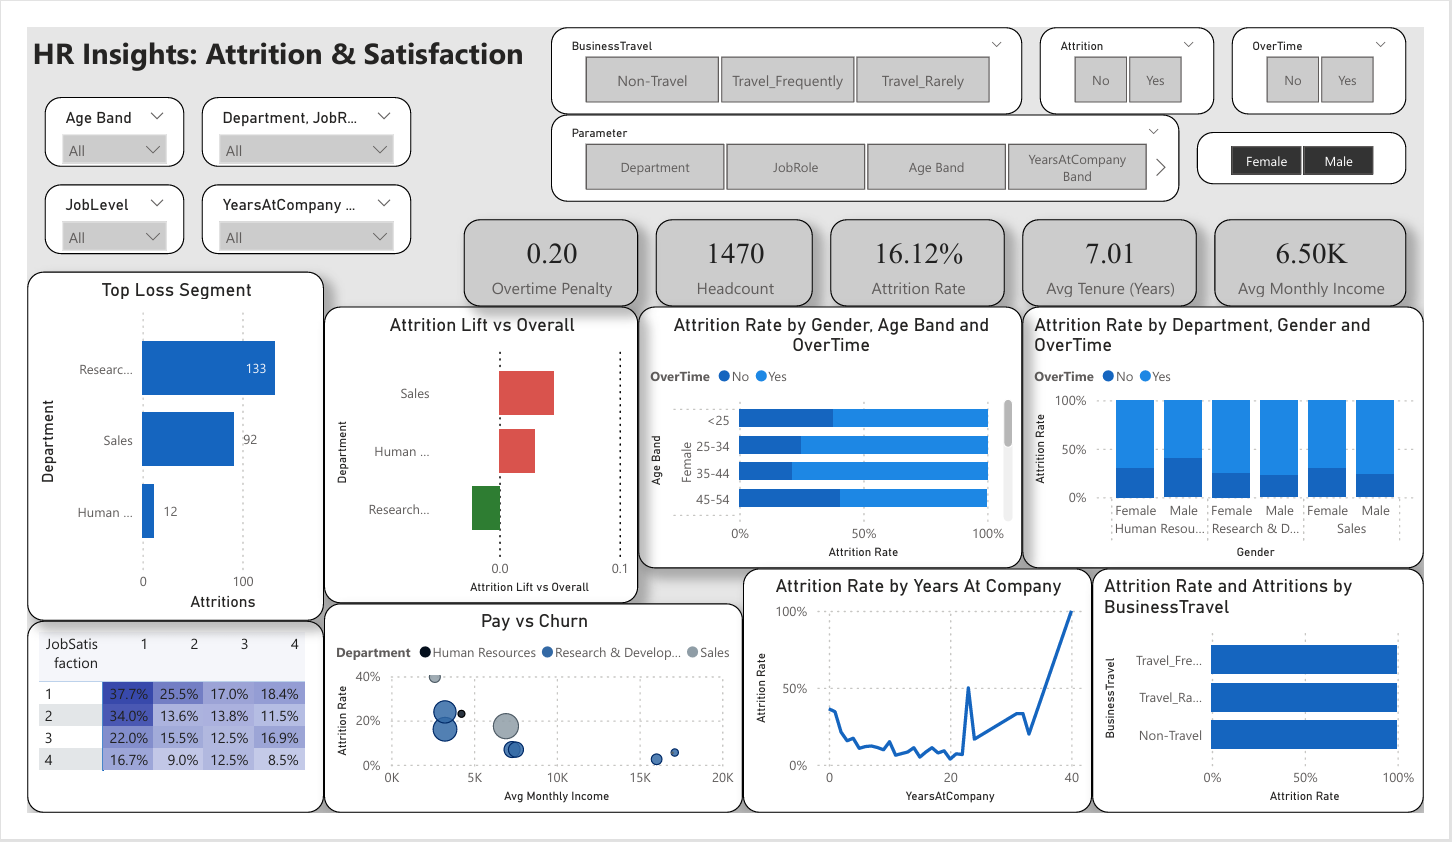 HR Insights: Attrition & Satisfaction
BusinessTravel
Non-Travel
Travel_Frequently
Travel_Rarely
Attrition
No
Yes
OverTime
No
Yes
Age Band
All
Department, JobR...
All
Parameter
Department
JobRole
Age Band
YearsAtCompany
Band
Female
Male
JobLevel
All
YearsAtCompany ...
All
0.20
Overtime Penalty
1470
Headcount
16.12%
Attrition Rate
7.01
Avg Tenure (Years)
6.50K
Avg Monthly Income
Top Loss Segment
Department
Researc...
133
Sales
92
Human ...
12
0
100
Attritions
Attrition Lift vs Overall
Department
Sales
Human ...
Research...
0.0
0.1
Attrition Lift vs Overall
Attrition Rate by Gender, Age Band and
OverTime
OverTime
No
Yes
Age Band
Female
<25
25-34
35-44
45-54
0%
50%
100%
Attrition Rate
Attrition Rate by Department, Gender and
OverTime
OverTime
No
Yes
Attrition Rate
100%
50%
0%
Female
Male
Female
Male
Female
Male
Human Resou...
Research & D...
Sales
Gender
JobSatis
faction
1
2
3
4
1 37.7% 25.5% 17.0% 18.4%
2 34.0% 13.6% 13.8% 11.5%
3 22.0% 15.5% 12.5% 16.9%
4 16.7% 9.0% 12.5% 8.5%
Pay vs Churn
Department
Human Resources
Research & Develop...
Sales
Attrition Rate
40%
20%
0%
0K
5K
10K
15K
20K
Avg Monthly Income
Attrition Rate by Years At Company
Attrition Rate
100%
50%
0%
0
20
40
YearsAtCompany
Attrition Rate and Attritions by
BusinessTravel
BusinessTravel
Travel_Fre...
Travel_Ra...
Non-Travel
0%
50%
100%
Attrition Rate